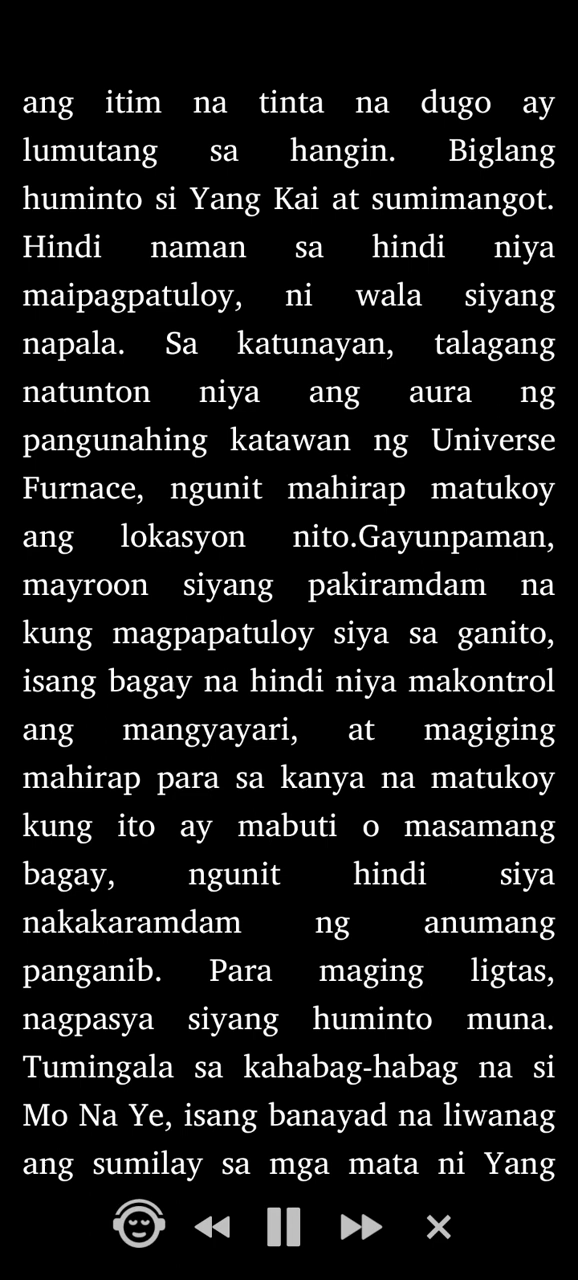 ang itim na tinta na dugo ay
lumutang sa hangin. Biglang
huminto si Yang Kai at sumimangot.
Hindi naman sa hindi niya
maipagpatuloy, ni wala siyang
napala. Sa katunayan, talagang
natunton niya ang aura ng
pangunahing katawan ng Universe
Furnace, ngunit mahirap matukoy
ang lokasyon nito.Gayunpaman,
mayroon siyang pakiramdam na
kung magpapatuloy siya sa ganito,
isang bagay na hindi niya makontrol
ang mangyayari, at magiging
mahirap para sa kanya na matukoy
kung ito ay mabuti o masamang
bagay, ngunit hindi siya
nakakaramdam ng anumang
panganib. Para maging ligtas,
nagpasya siyang huminto muna.
Tumingala sa kahabag-habag na si
Mo Na Ye, isang banayad na liwanag
ang sumilay sa mga mata ni Yang